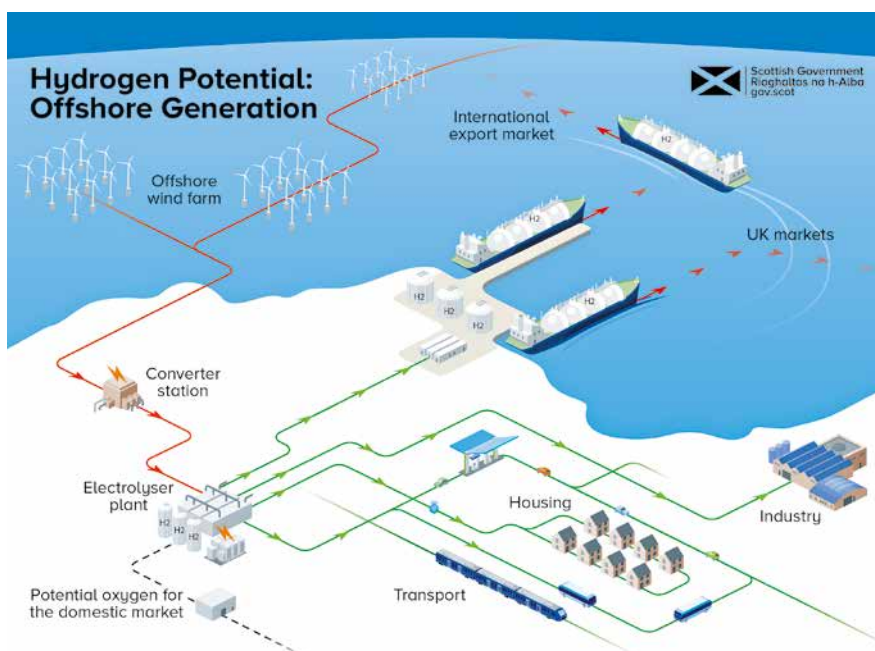 Hydrogen Potential:
Offshore Generation
Scottish Government
Riaghaltas na h-Alba
gov.scot
International
export market
H2
Offshore
wind farm
H2
UK markets
H2
H2
H2
H2
Converter
station
Electrolyser
plant
H2
H2
H2
Housing
Industry
Potential oxygen for
the domestic market
Transport